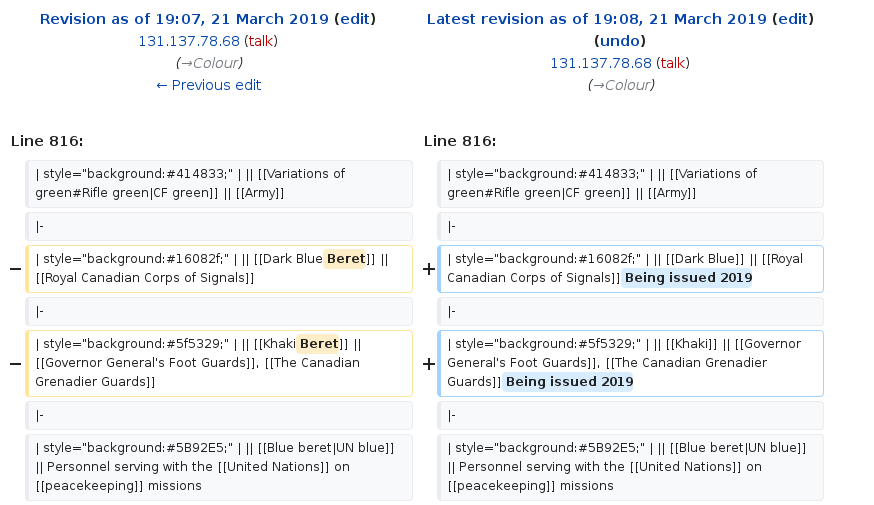 Revision as of 19:07, 21 March 2019 (edit)
131.137.78.68 (talk)
(→Colour)
← Previous edit
Latest revision as of 19:08, 21 March 2019 (edit)
(undo)
131.137.78.68 (talk)
(→Colour)
Line 816:
Line 816:
| style="background:#414833;" | || [[Variations of
green#Rifle green|CF green]] || [[Army]]
| style="background:#414833;" | || [[Variations of
green#Rifle green|CF green]] || [[Army]]
|-
|-
−
| style="background:#16082f;" | || [[Dark Blue Beret]] ||
[[Royal Canadian Corps of Signals]]
+
| style="background:#16082f;" | || [[Dark Blue]] || [[Royal
Canadian Corps of Signals]] Being issued 2019
|-
|-
−
| style="background:#5f5329;" | || [[Khaki Beret]] ||
[[Governor General's Foot Guards]], [[The Canadian
Grenadier Guards]]
+
| style="background:#5f5329;" | || [[Khaki]] || [[Governor
General's Foot Guards]], [[The Canadian Grenadier
Guards]] Being issued 2019
|-
|-
| style="background:#5B92E5;" | || [[Blue beret|UN blue]]
|| Personnel serving with the [[United Nations]] on
[[peacekeeping]] missions
| style="background:#5B92E5;" | || [[Blue beret|UN blue]]
|| Personnel serving with the [[United Nations]] on
[[peacekeeping]] missions